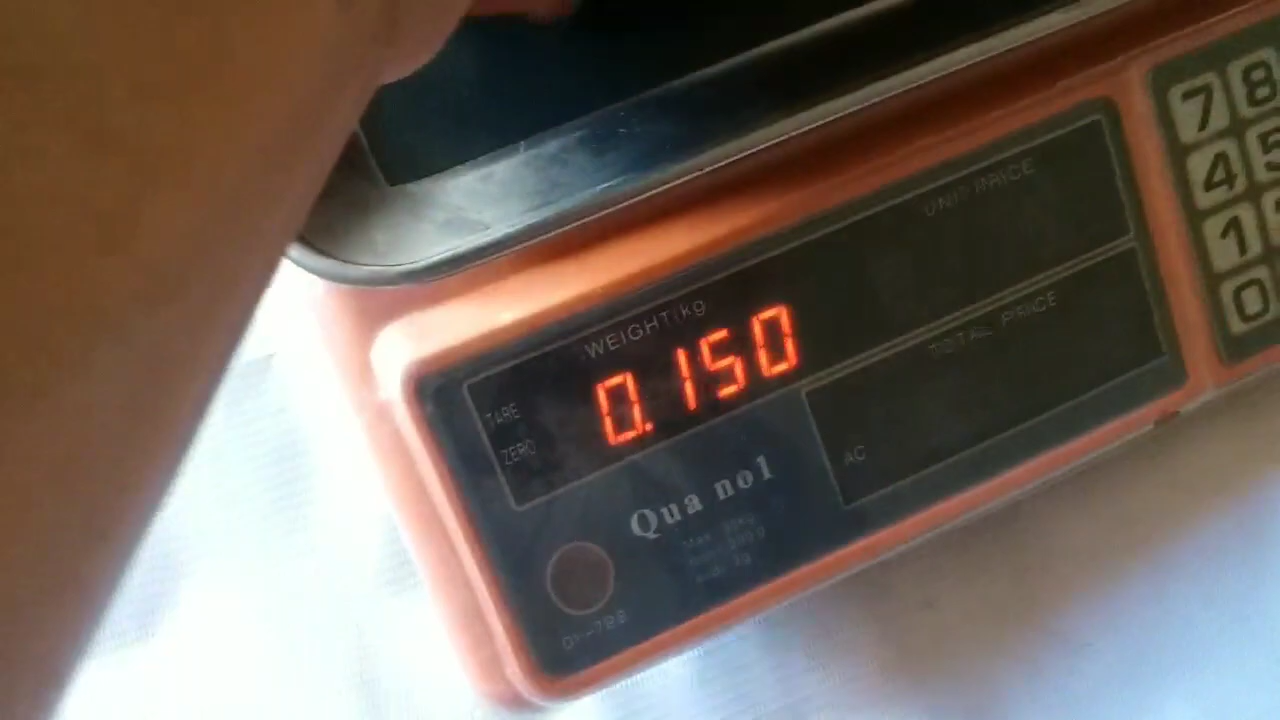 7 8
4 5
1
0
UNIT PRICE
WEIGHT/kg
0.150
TARE
ZERO
TOTAL PRICE
AC
Qua no1